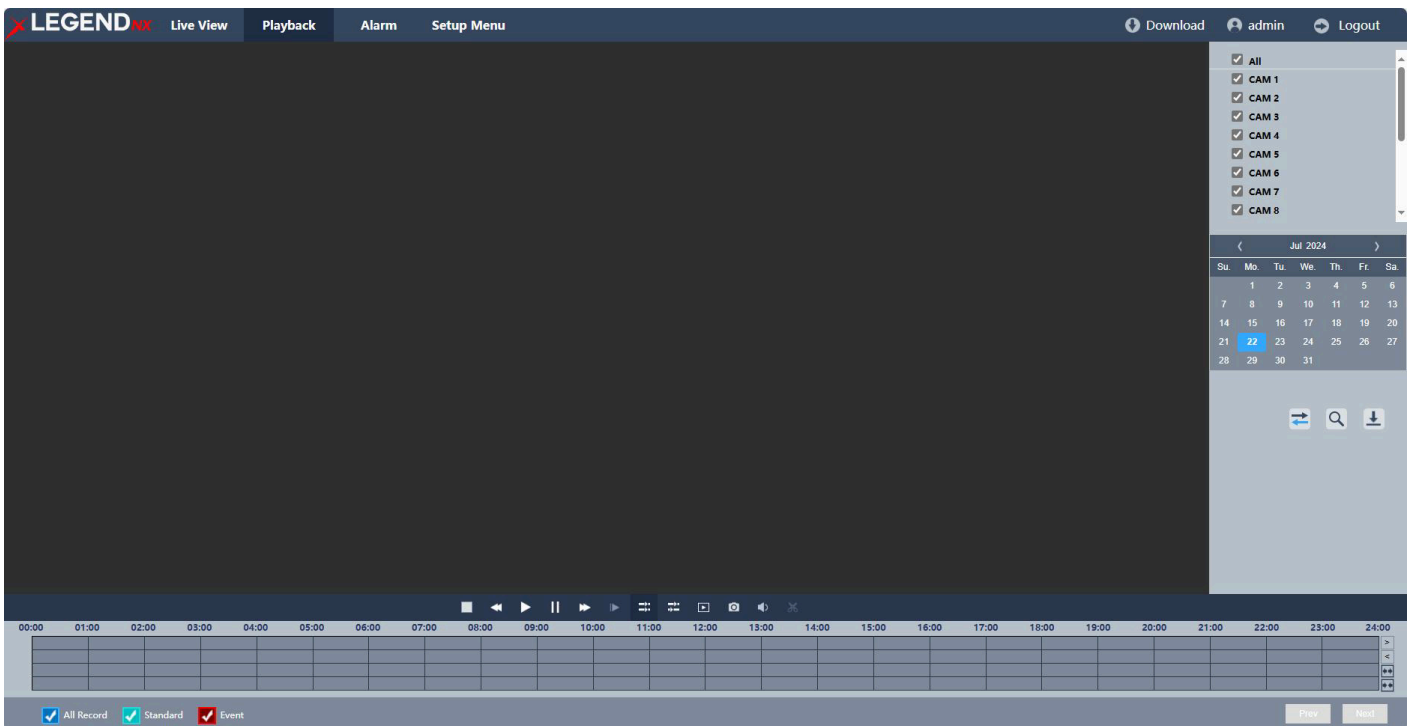 LEGEND NX Live View Playback Alarm Setup Menu Download admin Logout
All
CAM 1
CAM 2
CAM 3
CAM 4
CAM 5
CAM 6
CAM 7
CAM 8
Jul 2024
Su. Mo. Tu. We. Th. Fr. Sa.
1 2 3 4 5 6
7 8 9 10 11 12 13
14 15 16 17 18 19 20
21 22 23 24 25 26 27
28 29 30 31
00:00 01:00 02:00 03:00 04:00 05:00 06:00 07:00 08:00 09:00 10:00 11:00 12:00 13:00 14:00 15:00 16:00 17:00 18:00 19:00 20:00 21:00 22:00 23:00 24:00
All Record Standard Event Prev Next